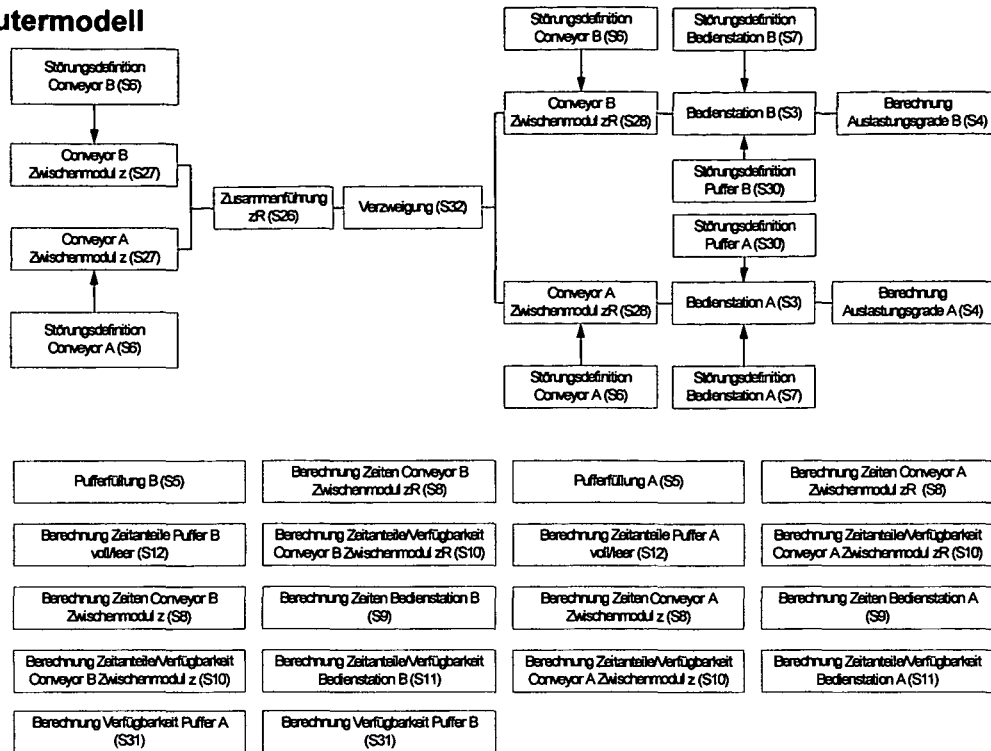 utermodell
Störungsdefinition
Conveyor B (S6)
Störungsdefinition
Bedienstation B (S7)
Störungsdefinition
Conveyor B (S6)
Conveyor B
Zwischenmodul zR (S28)
Bedienstation B (S3)
Berechnung
Auslastungsgrade B (S4)
Conveyor B
Zwischenmodul z (S27)
Störungsdefinition
Puffer B (S30)
Zusammenführung
zR (S26)
Verzweigung (S32)
Störungsdefinition
Puffer A (S30)
Conveyor A
Zwischenmodul z (S27)
Conveyor A
Zwischenmodul zR (S28)
Bedienstation A (S3)
Berechnung
Auslastungsgrade A (S4)
Störungsdefinition
Conveyor A (S6)
Störungsdefinition
Conveyor A (S6)
Störungsdefinition
Bedienstation A (S7)
Pufferfüllung B (S5)
Berechnung Zeiten Conveyor B
Zwischenmodul zR (S8)
Pufferfüllung A (S5)
Berechnung Zeiten Conveyor A
Zwischenmodul zR (S8)
Berechnung Zeitanteile Puffer B
voll/leer (S12)
Berechnung Zeitanteile/Verfügbarkeit
Conveyor B Zwischenmodul zR (S10)
Berechnung Zeitanteile Puffer A
voll/leer (S12)
Berechnung Zeitanteile/Verfügbarkeit
Conveyor A Zwischenmodul zR (S10)
Berechnung Zeiten Conveyor B
Zwischenmodul z (S8)
Berechnung Zeiten Bedienstation B
(S9)
Berechnung Zeiten Conveyor A
Zwischenmodul z (S8)
Berechnung Zeiten Bedienstation A
(S9)
Berechnung Zeitanteile/Verfügbarkeit
Conveyor B Zwischenmodul z (S10)
Berechnung Zeitanteile/Verfügbarkeit
Bedienstation B (S11)
Berechnung Zeitanteile/Verfügbarkeit
Conveyor A Zwischenmodul z (S10)
Berechnung Zeitanteile/Verfügbarkeit
Bedienstation A (S11)
Berechnung Verfügbarkeit Puffer A
(S31)
Berechnung Verfügbarkeit Puffer B
(S31)